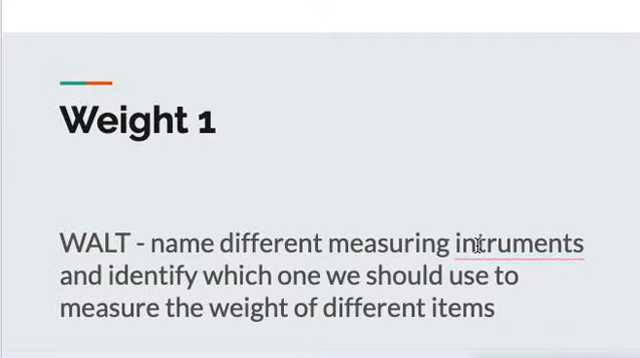 Weight 1
WALT - name different measuring intruments
and identify which one we should use to
measure the weight of different items